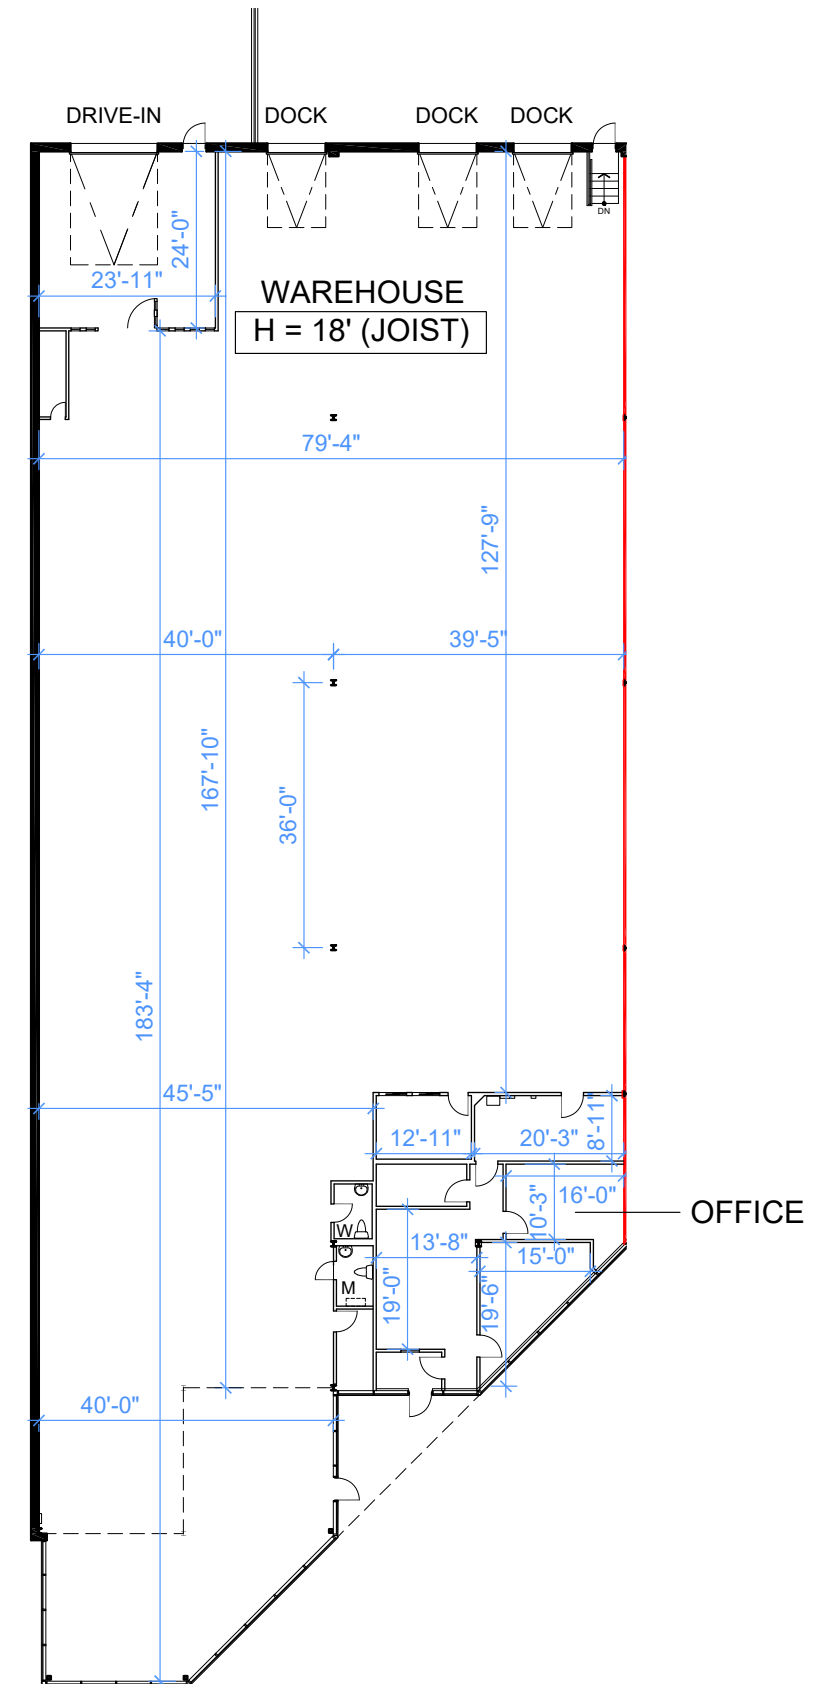 DRIVE-IN
DOCK
DOCK
DOCK
DN
24'-0"
23'-11"
WAREHOUSE
H = 18' (JOIST)
79'-4"
127'-9"
40'-0"
39'-5"
167'-10"
36'-0"
183'-4"
45'-5"
12'-11"
20'-3"
8'-11"
16'-0"
10'-3"
OFFICE
W
13'-8"
15'-0"
M
19'-0"
19'-6"
40'-0"